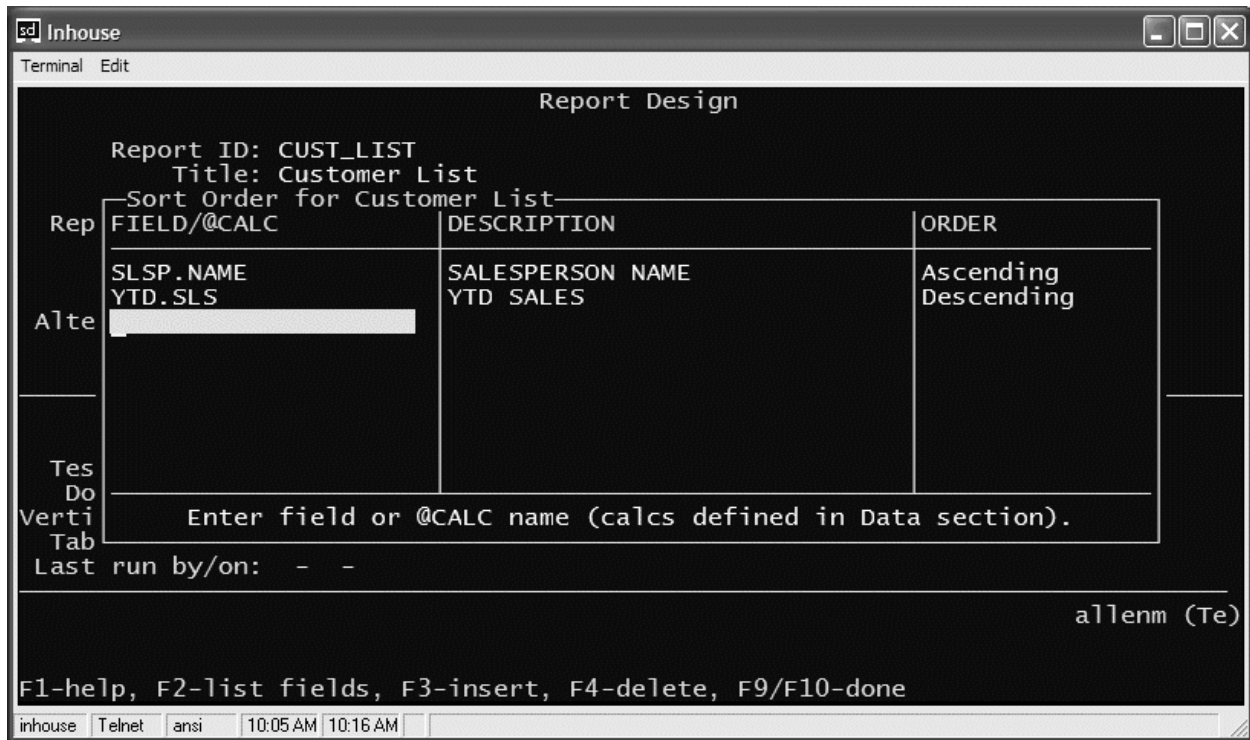 sd Inhouse
Terminal Edit
Report Design
Report ID: CUST_LIST
Title: Customer List
Sort Order for Customer List
Rep FIELD/@CALC DESCRIPTION ORDER
SLSP.NAME SALESPERSON NAME Ascending
YTD.SLS YTD SALES Descending
Alte
Tes
Do
Verti Enter field or @CALC name (calcs defined in Data section).
Tab
Last run by/on: - -
allenm (Te)
F1-help, F2-list fields, F3-insert, F4-delete, F9/F10-done
inhouse Telnet ansi 10:05 AM 10:16 AM